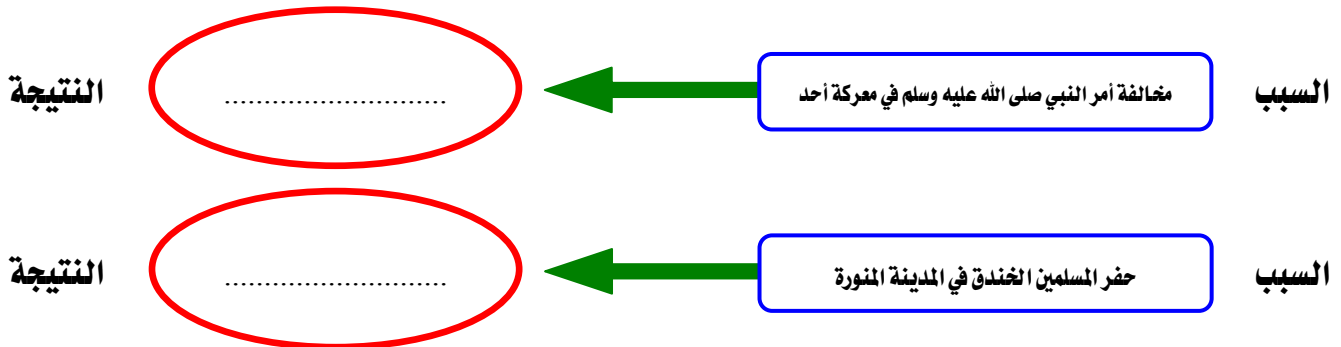 السبب
مخالفة أمر النبي صلى الله عليه وسلم في معركة أحد
..............................
النتيجة
السبب
حفر المسلمين الخندق في المدينة المنورة
..............................
النتيجة